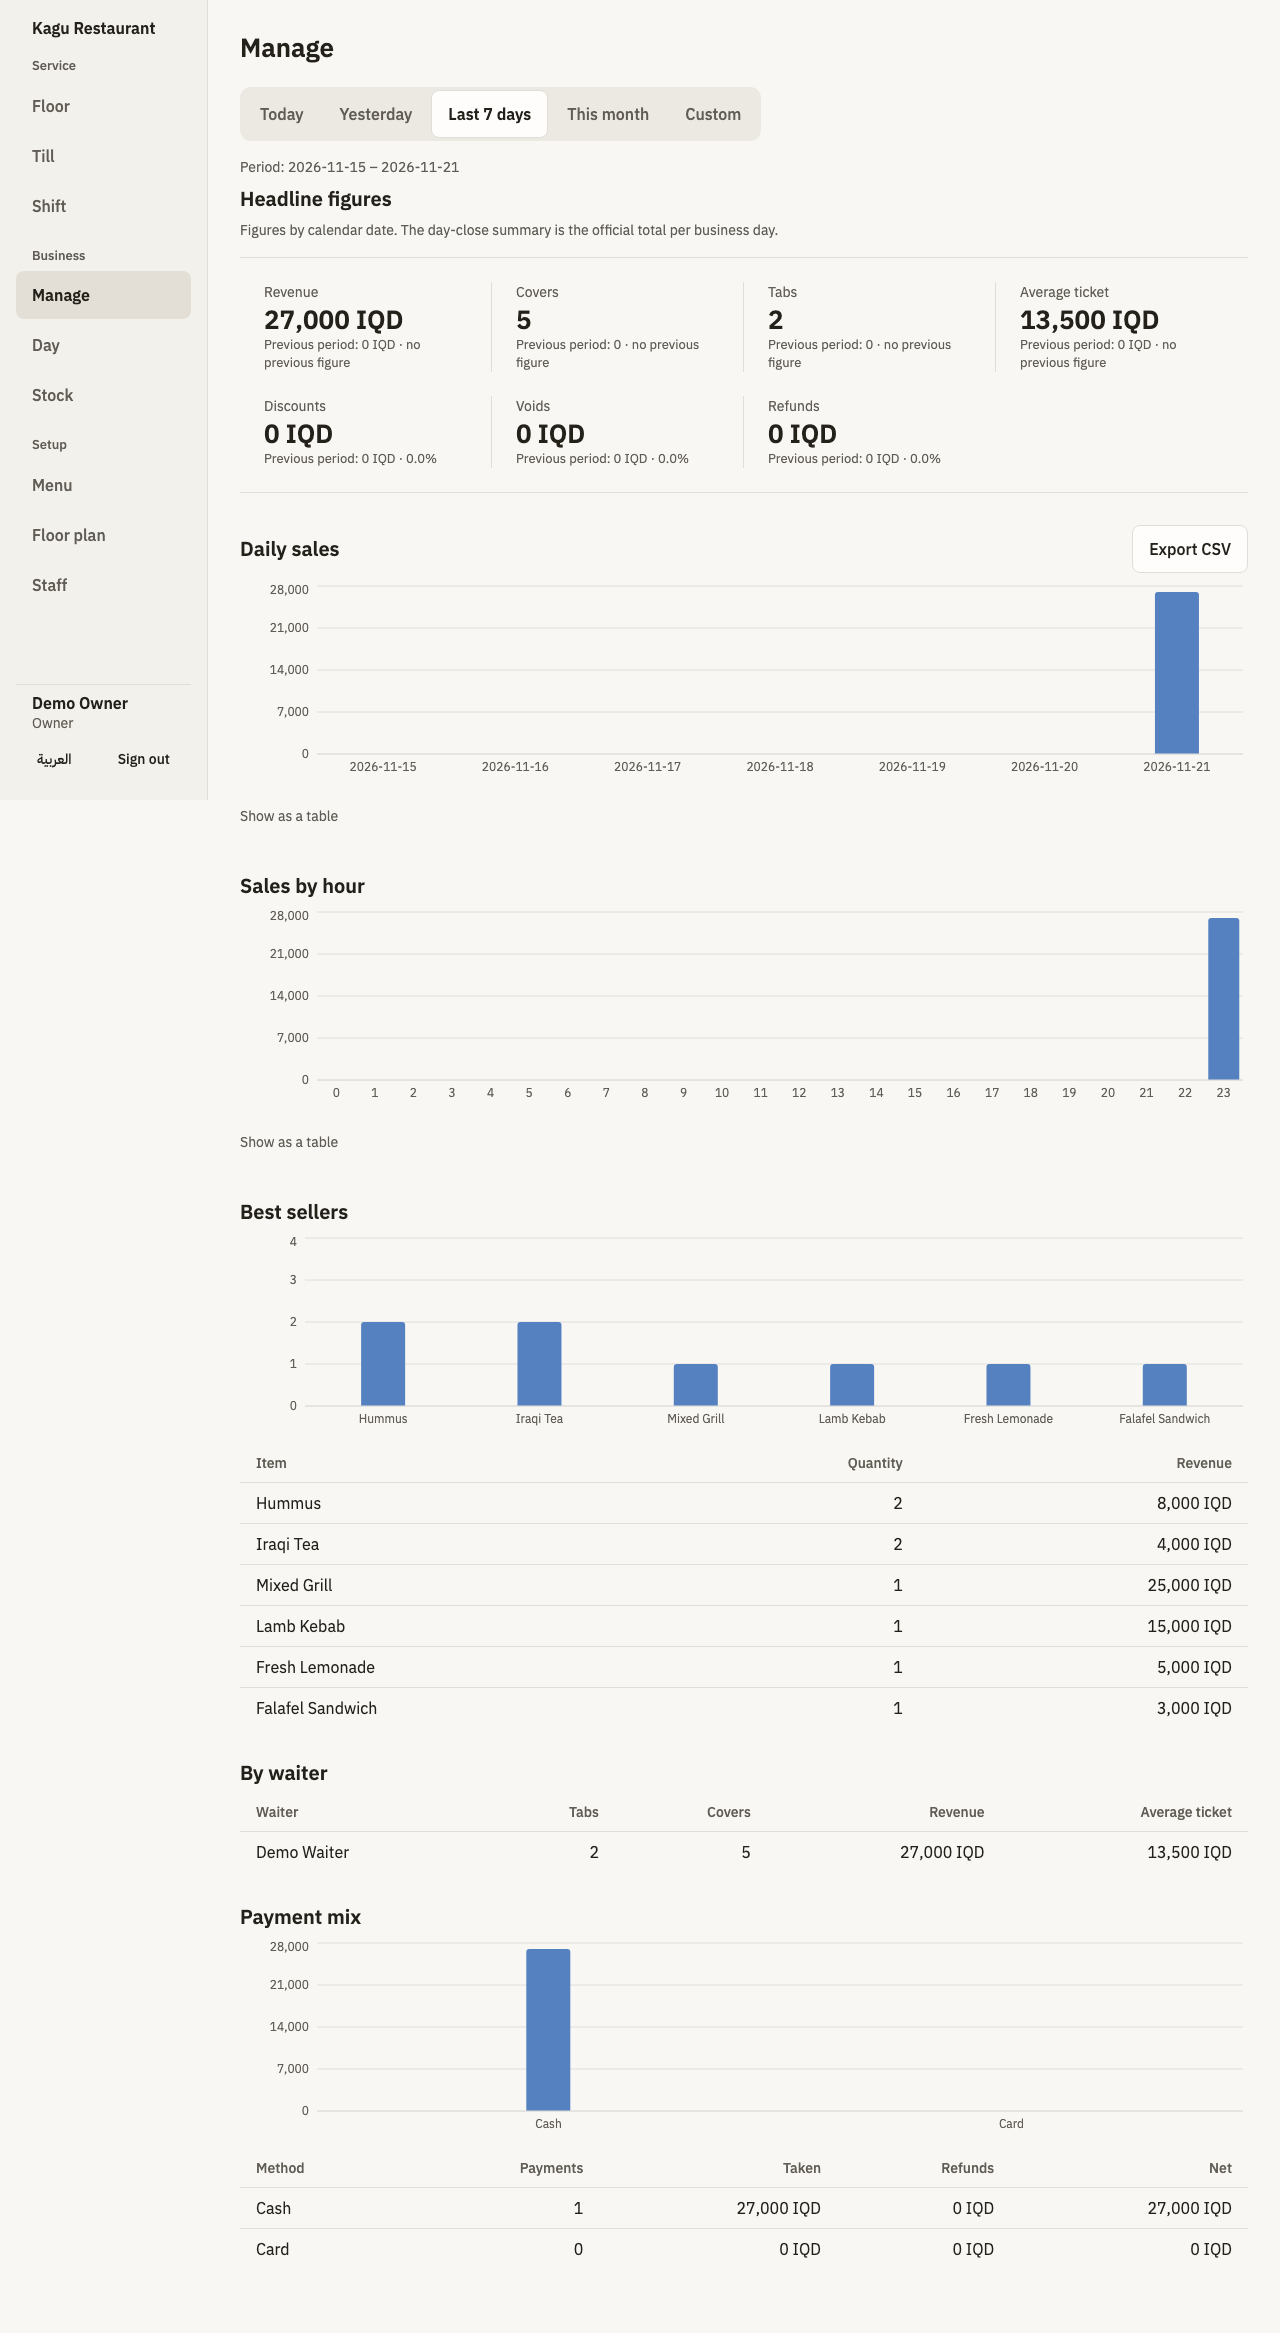 Kagu Restaurant
Service
Floor
Till
Shift
Business
Manage
Day
Stock
Setup
Menu
Floor plan
Staff
Demo Owner
Owner
العربية
Sign out
Manage
Today
Yesterday
Last 7 days
This month
Custom
Period: 2026-11-15 – 2026-11-21
Headline figures
Figures by calendar date. The day-close summary is the official total per business day.
Revenue
27,000 IQD
Previous period: 0 IQD · no
previous figure
Covers
5
Previous period: 0 · no previous
figure
Tabs
2
Previous period: 0 · no previous
figure
Average ticket
13,500 IQD
Previous period: 0 IQD · no
previous figure
Discounts
0 IQD
Previous period: 0 IQD · 0.0%
Voids
0 IQD
Previous period: 0 IQD · 0.0%
Refunds
0 IQD
Previous period: 0 IQD · 0.0%
Daily sales
Export CSV
28,000
21,000
14,000
7,000
0
2026-11-15 2026-11-16 2026-11-17 2026-11-18 2026-11-19 2026-11-20 2026-11-21
Show as a table
Sales by hour
28,000
21,000
14,000
7,000
0
0 1 2 3 4 5 6 7 8 9 10 11 12 13 14 15 16 17 18 19 20 21 22 23
Show as a table
Best sellers
4
3
2
1
0
Hummus Iraqi Tea Mixed Grill Lamb Kebab Fresh Lemonade Falafel Sandwich
Item Quantity Revenue
Hummus 2 8,000 IQD
Iraqi Tea 2 4,000 IQD
Mixed Grill 1 25,000 IQD
Lamb Kebab 1 15,000 IQD
Fresh Lemonade 1 5,000 IQD
Falafel Sandwich 1 3,000 IQD
By waiter
Waiter Tabs Covers Revenue Average ticket
Demo Waiter 2 5 27,000 IQD 13,500 IQD
Payment mix
28,000
21,000
14,000
7,000
0
Cash Card
Method Payments Taken Refunds Net
Cash 1 27,000 IQD 0 IQD 27,000 IQD
Card 0 0 IQD 0 IQD 0 IQD